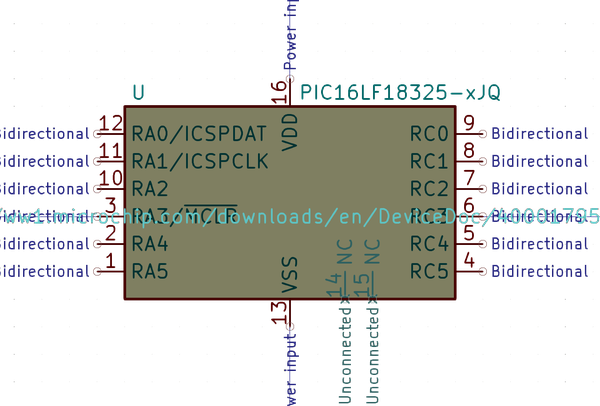 Power in
U
PIC16LF18325-xJQ
16
VDD
Bidirectional 12 RA0/ICSPDAT RC0 9 Bidirectional
Bidirectional 11 RA1/ICSPCLK RC1 8 Bidirectional
Bidirectional 10 RA2 RC2 7 Bidirectional
Bidirectional 3 RA3/MCLR RC3 6 Bidirectional
/ww1.microchip.com/downloads/en/DeviceDoc/40001795
Bidirectional 2 RA4 RC4 5 Bidirectional
Bidirectional 1 RA5 RC5 4 Bidirectional
VSS
13
wer input
14 NC
Unconnected
15 NC
Unconnected